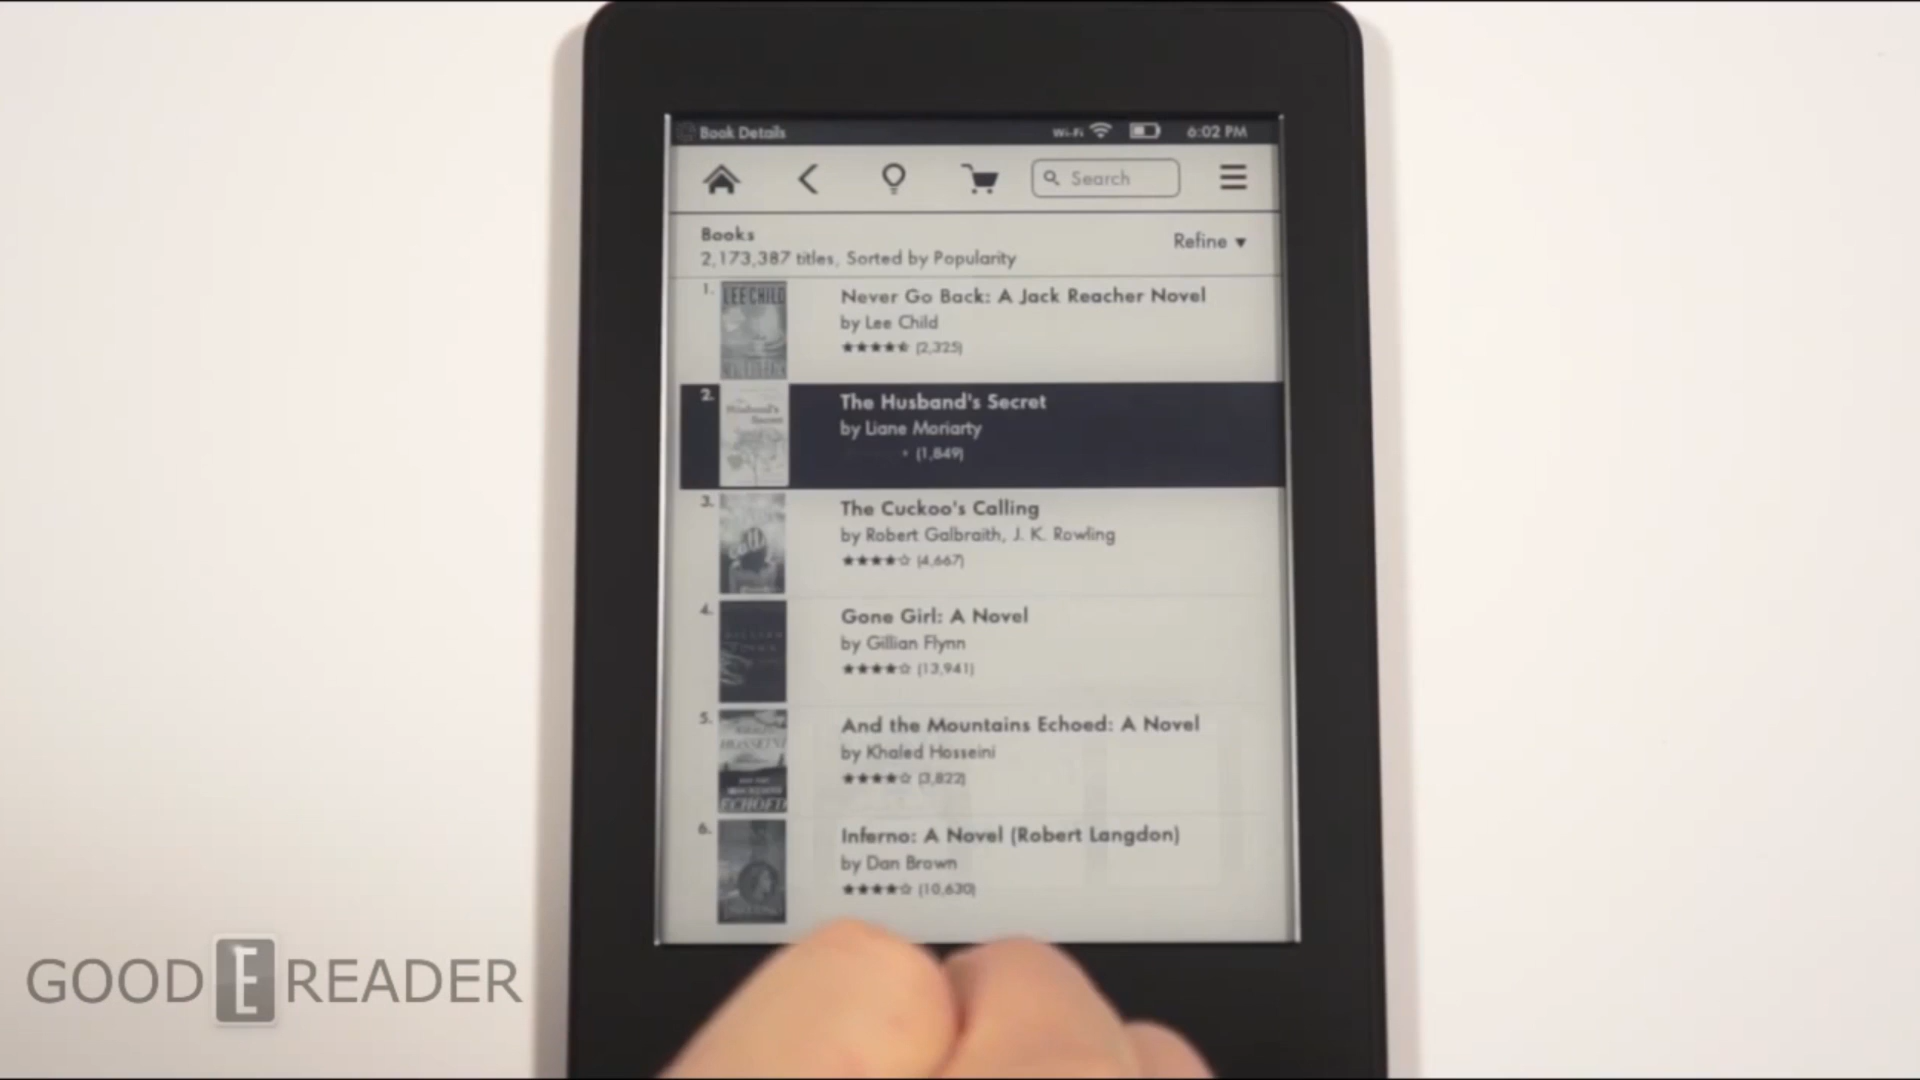 Book Details
Wi-Fi 6:02 PM
Search
Books
Refine ▾
2,173,387 titles, Sorted by Popularity
1.
LEE CHILD
Never Go Back: A Jack Reacher Novel
by Lee Child
★★★★⯪ (2,325)
2.
Husband's
Secret
The Husband's Secret
by Liane Moriarty
(1,849)
3.
The Cuckoo's Calling
by Robert Galbraith, J. K. Rowling
★★★★☆ (4,667)
4.
Gone Girl: A Novel
by Gillian Flynn
★★★★☆ (13,941)
5.
HOSSEINI
ECHOED
And the Mountains Echoed: A Novel
by Khaled Hosseini
★★★★☆ (3,822)
6.
Inferno: A Novel (Robert Langdon)
by Dan Brown
★★★★☆ (10,630)
GOOD E READER